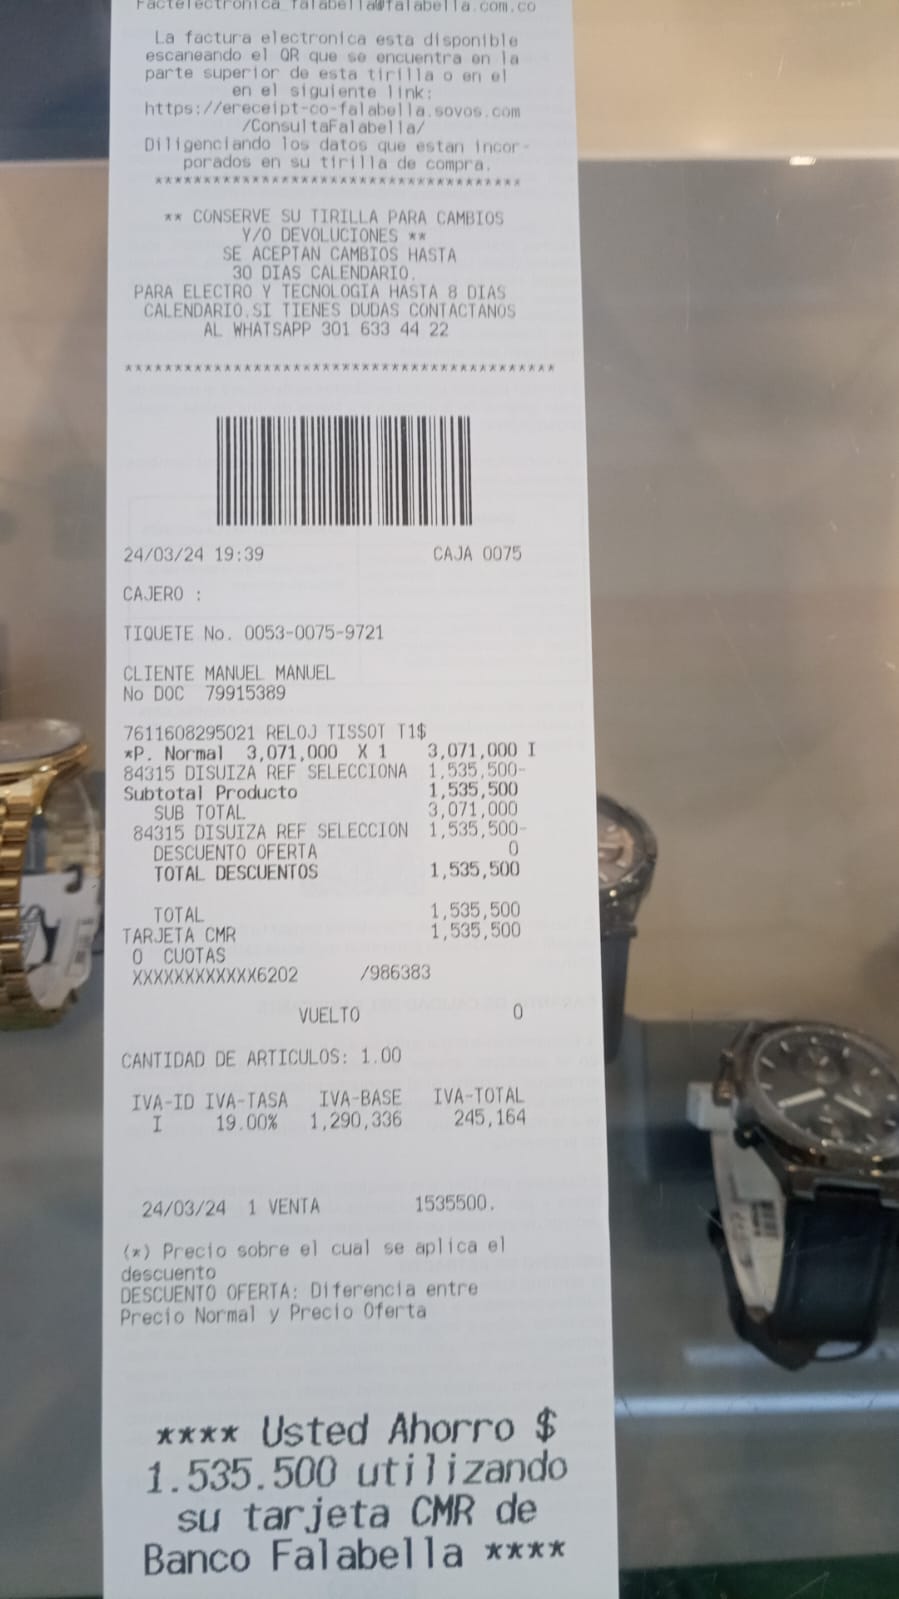 Factelectronica_falabella@falabella.com.co
La factura electronica esta disponible
escaneando el QR que se encuentra en la
parte superior de esta tirilla o en el
en el siguiente link:
https://ereceipt-co-falabella.sovos.com
/ConsultaFalabella/
Diligenciando los datos que estan incor-
porados en su tirilla de compra.
**************************************
** CONSERVE SU TIRILLA PARA CAMBIOS
Y/O DEVOLUCIONES **
SE ACEPTAN CAMBIOS HASTA
30 DIAS CALENDARIO.
PARA ELECTRO Y TECNOLOGIA HASTA 8 DIAS
CALENDARIO.SI TIENES DUDAS CONTACTANOS
AL WHATSAPP 301 633 44 22
********************************************
24/03/24 19:39 CAJA 0075
CAJERO :
TIQUETE No. 0053-0075-9721
CLIENTE MANUEL MANUEL
No DOC 79915389
7611608295021 RELOJ TISSOT T1$
*P. Normal 3,071,000 X 1 3,071,000 I
84315 DISUIZA REF SELECCIONA 1,535,500-
Subtotal Producto 1,535,500
SUB TOTAL 3,071,000
84315 DISUIZA REF SELECCION 1,535,500-
DESCUENTO OFERTA 0
TOTAL DESCUENTOS 1,535,500
TOTAL 1,535,500
TARJETA CMR 1,535,500
0 CUOTAS
XXXXXXXXXXXX6202 /986383
VUELTO 0
CANTIDAD DE ARTICULOS: 1.00
IVA-ID IVA-TASA IVA-BASE IVA-TOTAL
I 19.00% 1,290,336 245,164
24/03/24 1 VENTA 1535500.
(*) Precio sobre el cual se aplica el
descuento
DESCUENTO OFERTA: Diferencia entre
Precio Normal y Precio Oferta
**** Usted Ahorro $
1.535.500 utilizando
su tarjeta CMR de
Banco Falabella ****